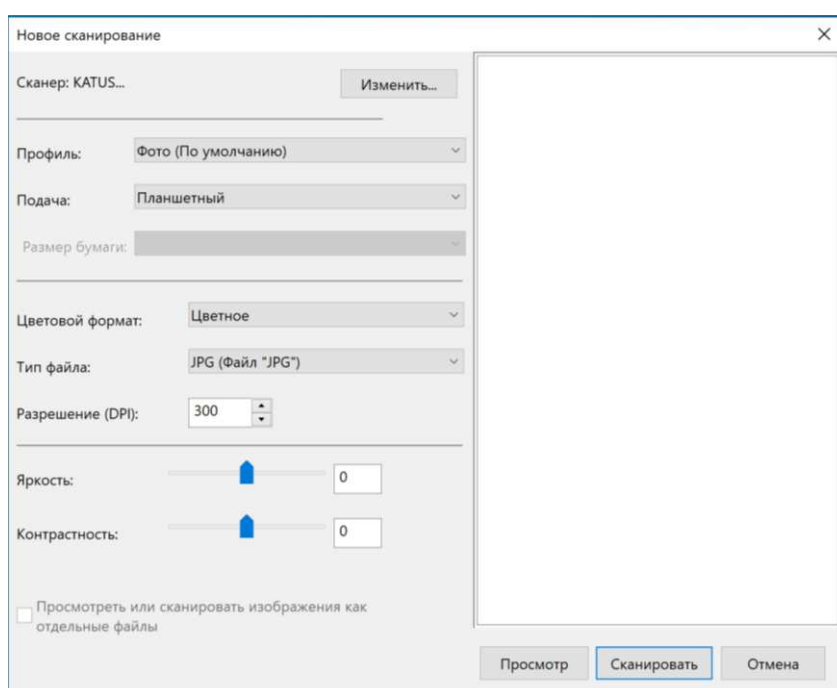 Новое сканирование
Сканер: KATUS...
Изменить...
Профиль:
Фото (По умолчанию)
Подача:
Планшетный
Размер бумаги:
Цветовой формат:
Цветное
Тип файла:
JPG (Файл "JPG")
Разрешение (DPI):
300
Яркость:
0
Контрастность:
0
Просмотреть или сканировать изображения как
отдельные файлы
Просмотр
Сканировать
Отмена